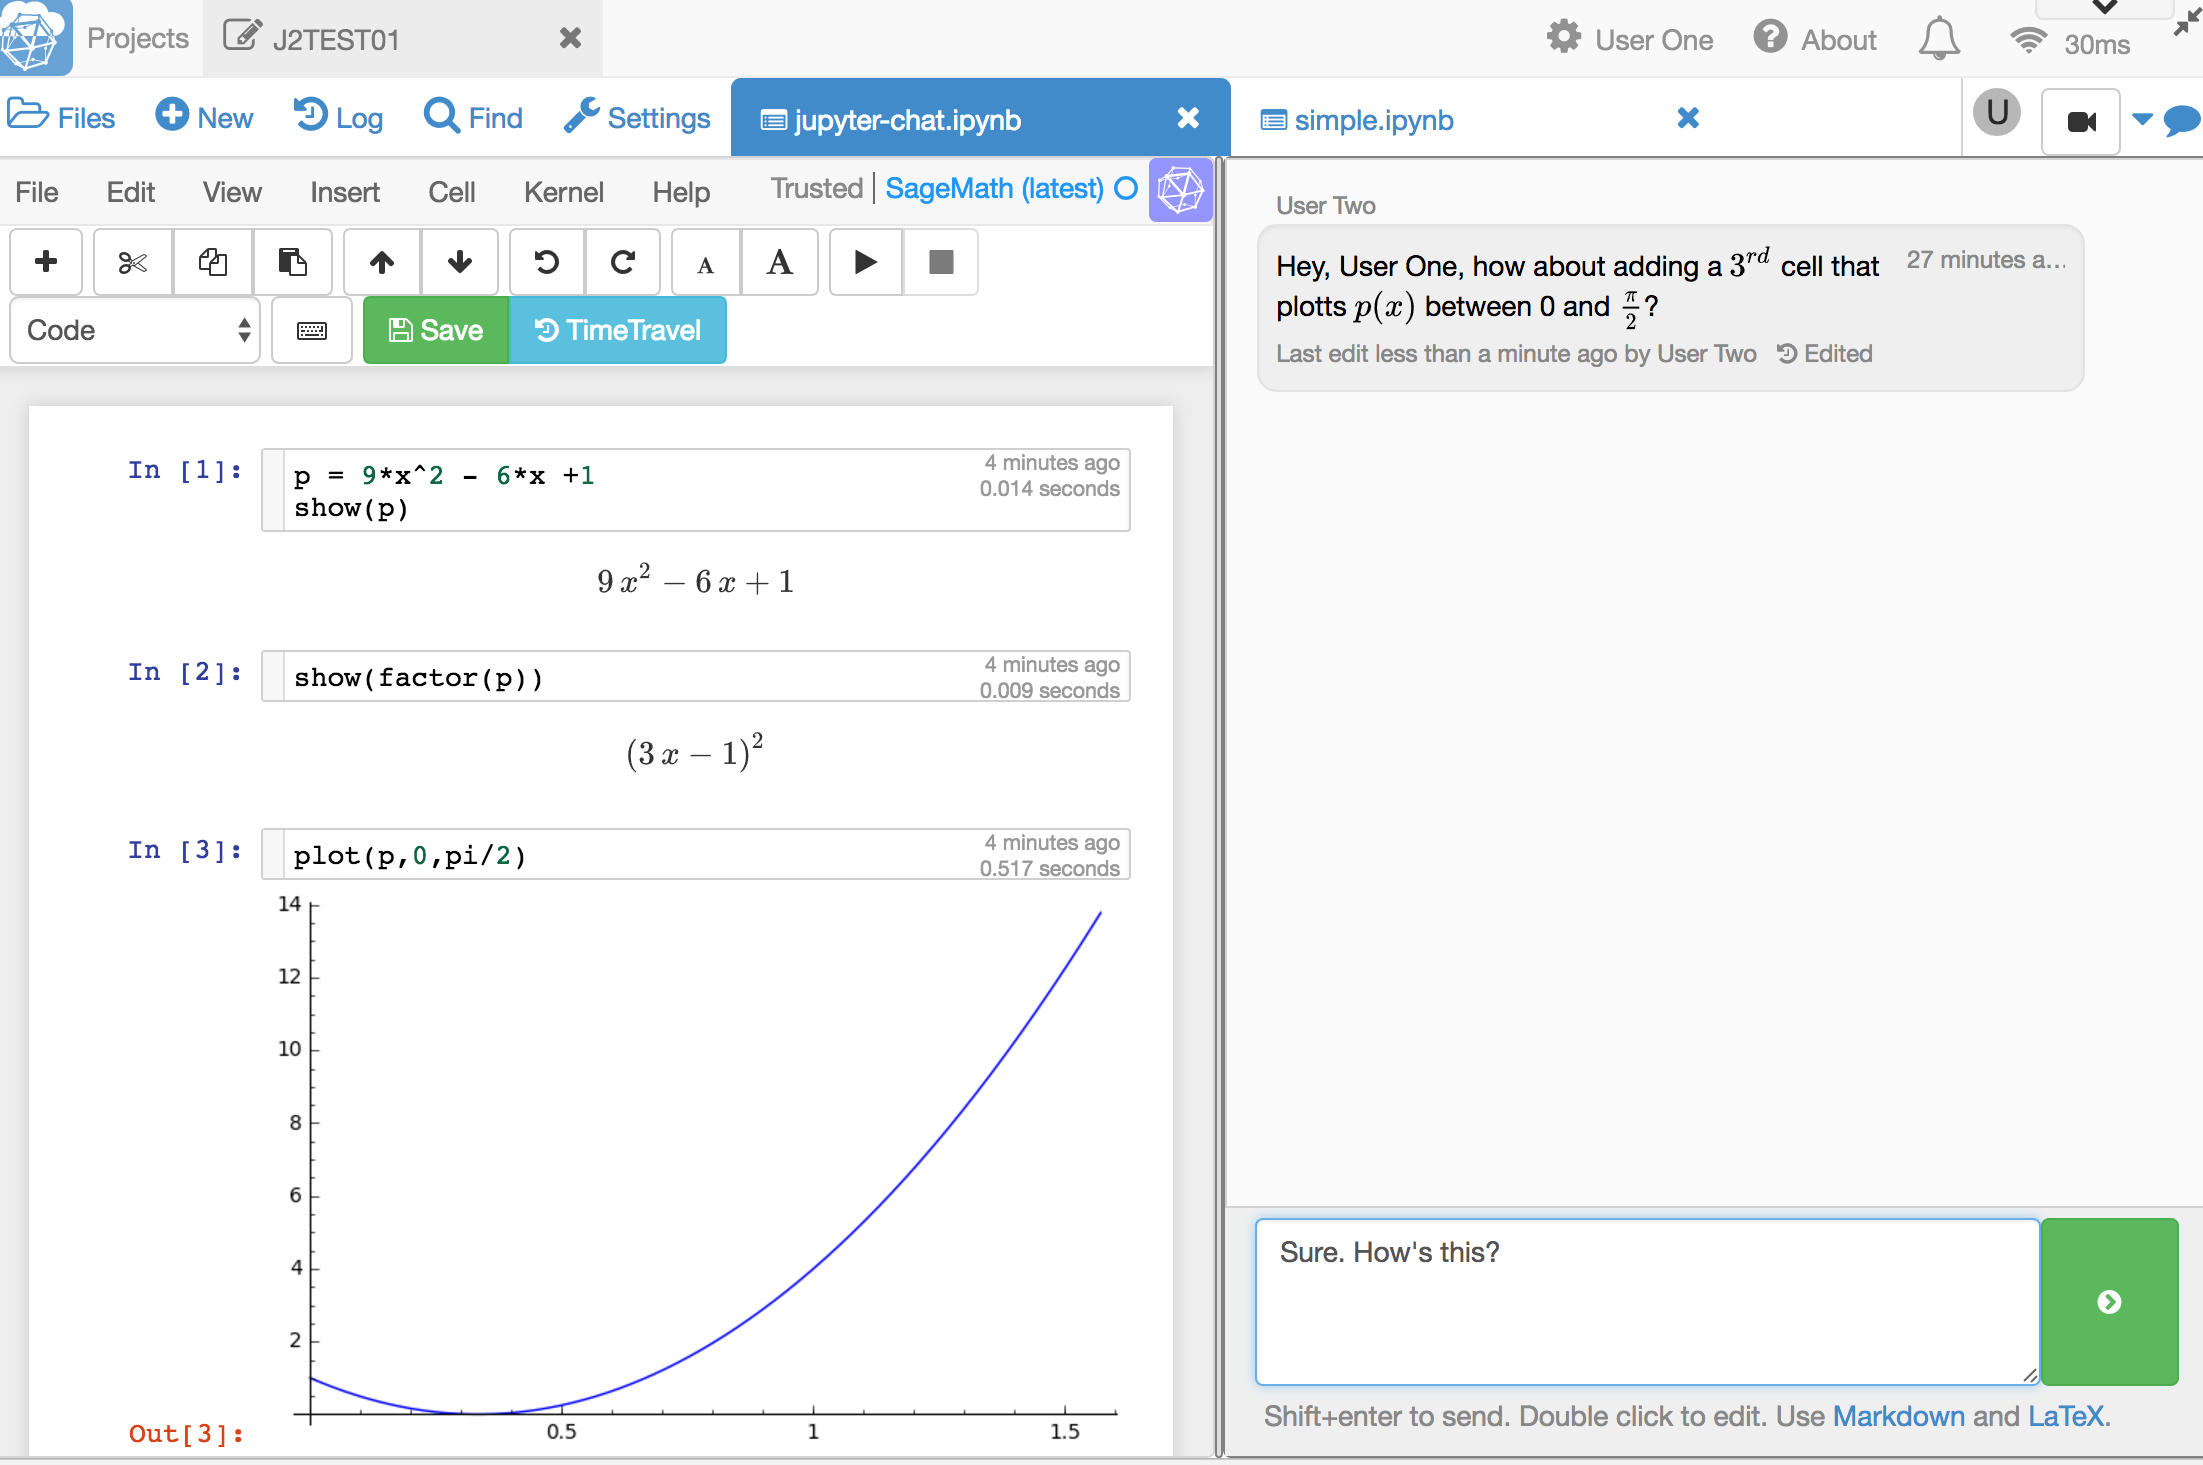 Projects J2TEST01 User One About 30ms
Files New Log Find Settings jupyter-chat.ipynb simple.ipynb U
File Edit View Insert Cell Kernel Help Trusted SageMath (latest)
A A
Code Save TimeTravel
In [1]: p = 9*x^2 - 6*x +1 4 minutes ago
show(p) 0.014 seconds
9 x² − 6 x + 1
In [2]: show(factor(p)) 4 minutes ago
0.009 seconds
(3 x − 1)²
In [3]: plot(p,0,pi/2) 4 minutes ago
0.517 seconds
14
12
10
8
6
4
2
0.5 1 1.5
Out[3]:
User Two
Hey, User One, how about adding a 3ʳᵈ cell that 27 minutes a...
plotts p(x) between 0 and π/2?
Last edit less than a minute ago by User Two Edited
Sure. How's this?
Shift+enter to send. Double click to edit. Use Markdown and LaTeX.